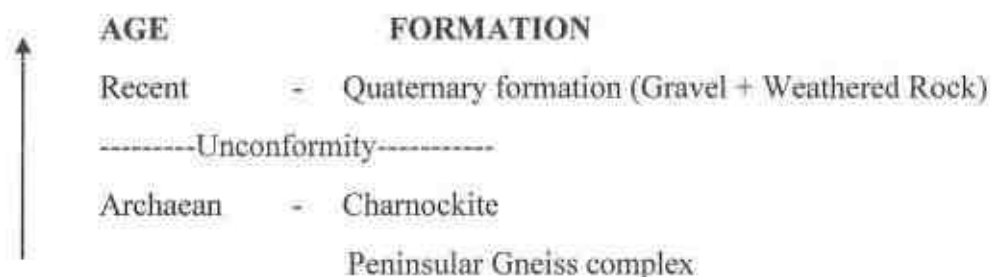 AGE FORMATION
Recent - Quaternary formation (Gravel + Weathered Rock)
---------Unconformity-----------
Archaean - Charnockite
Peninsular Gneiss complex